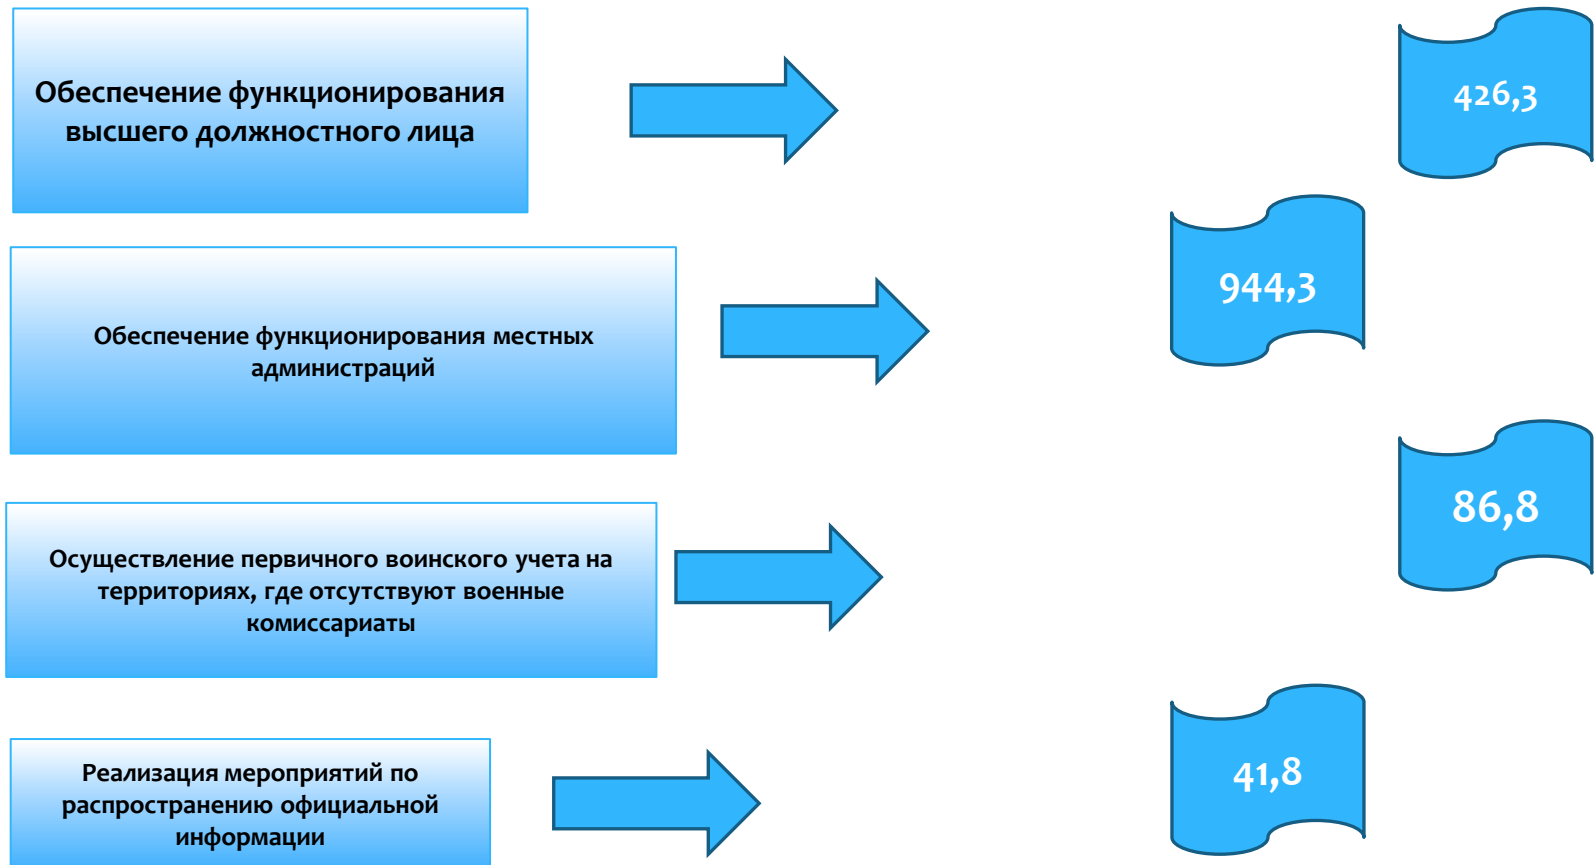 Обеспечение функционирования
высшего должностного лица
426,3
Обеспечение функционирования местных
администраций
944,3
Осуществление первичного воинского учета на
территориях, где отсутствуют военные
комиссариаты
86,8
Реализация мероприятий по
распространению официальной
информации
41,8